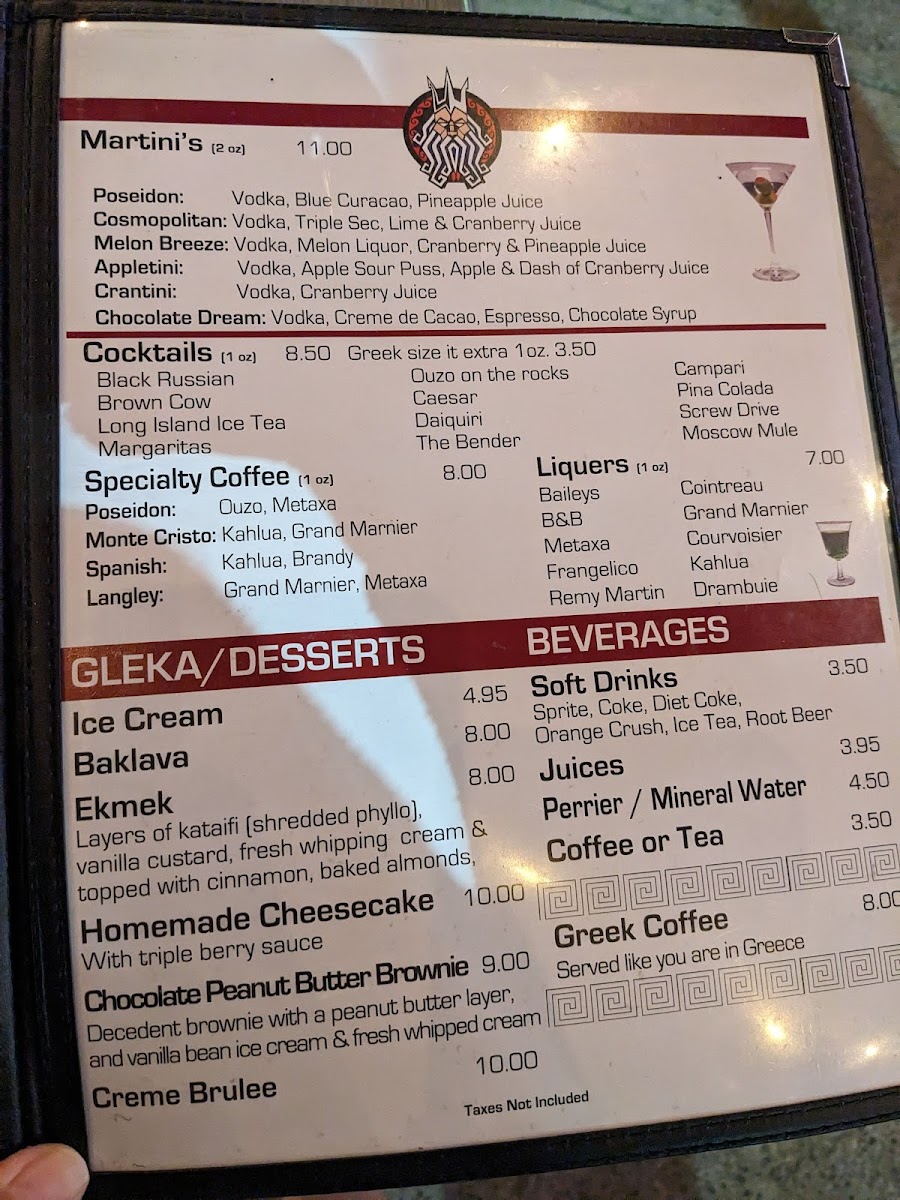 Martini's (2 oz) 11.00
Poseidon: Vodka, Blue Curacao, Pineapple Juice
Cosmopolitan: Vodka, Triple Sec, Lime & Cranberry Juice
Melon Breeze: Vodka, Melon Liquor, Cranberry & Pineapple Juice
Appletini: Vodka, Apple Sour Puss, Apple & Dash of Cranberry Juice
Crantini: Vodka, Cranberry Juice
Chocolate Dream: Vodka, Creme de Cacao, Espresso, Chocolate Syrup
Cocktails (1 oz) 8.50 Greek size it extra 1oz. 3.50
Black Russian
Brown Cow
Long Island Ice Tea
Margaritas
Ouzo on the rocks
Caesar
Daiquiri
The Bender
Campari
Pina Colada
Screw Drive
Moscow Mule
Specialty Coffee (1 oz) 8.00
Poseidon: Ouzo, Metaxa
Monte Cristo: Kahlua, Grand Marnier
Spanish: Kahlua, Brandy
Langley: Grand Marnier, Metaxa
Liquers (1 oz) 7.00
Baileys
B&B
Metaxa
Frangelico
Remy Martin
Cointreau
Grand Marnier
Courvoisier
Kahlua
Drambuie
GLEKA/DESSERTS
Ice Cream 4.95
Baklava 8.00
Ekmek 8.00
Layers of kataifi (shredded phyllo),
vanilla custard, fresh whipping cream &
topped with cinnamon, baked almonds,
Homemade Cheesecake 10.00
With triple berry sauce
Chocolate Peanut Butter Brownie 9.00
Decedent brownie with a peanut butter layer,
and vanilla bean ice cream & fresh whipped cream
Creme Brulee 10.00
BEVERAGES
Soft Drinks 3.50
Sprite, Coke, Diet Coke,
Orange Crush, Ice Tea, Root Beer
Juices 3.95
Perrier / Mineral Water 4.50
Coffee or Tea 3.50
Greek Coffee 8.00
Served like you are in Greece
Taxes Not Included